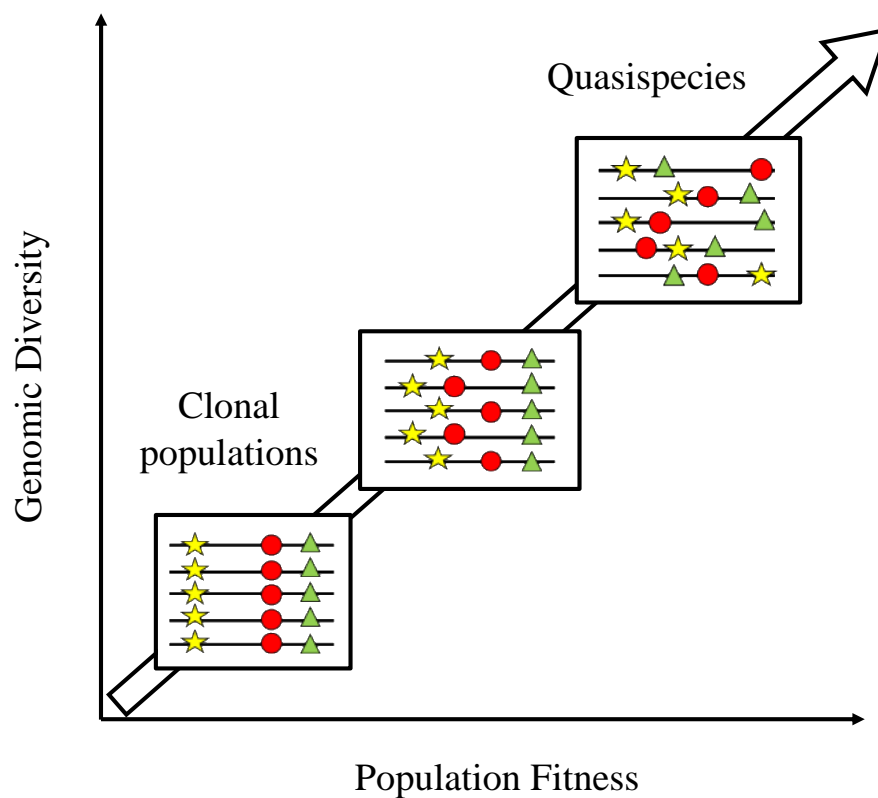 Quasispecies
Clonal
populations
Genomic Diversity
Population Fitness